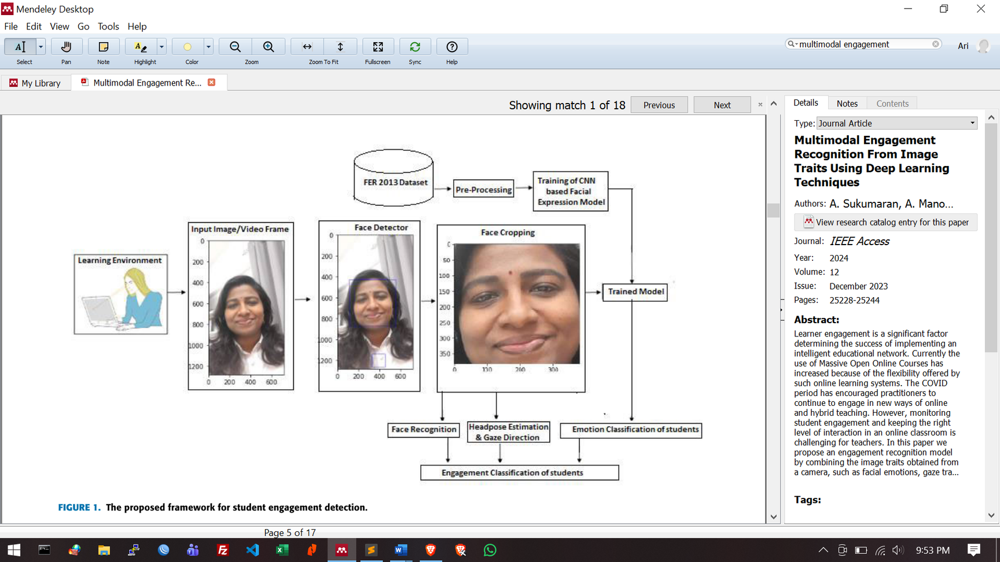 Mendeley Desktop
File Edit View Go Tools Help
Select Pan Note Highlight Color Zoom Zoom To Fit Fullscreen Sync Help
multimodal engagement
Ari
My Library
Multimodal Engagement Re...
Showing match 1 of 18 Previous Next
FER 2013 Dataset
Pre-Processing
Training of CNN
based Facial
Expression Model
Learning Environment
Input Image/Video Frame
0
200
400
600
800
1000
1200
0 200 400 600
Face Detector
0
200
400
600
800
1000
1200
0 200 400 600
Face Cropping
0
50
100
150
200
250
300
350
0 100 200 300
Trained Model
Face Recognition
Headpose Estimation
& Gaze Direction
Emotion Classification of students
Engagement Classification of students
FIGURE 1. The proposed framework for student engagement detection.
Page 5 of 17
Details Notes Contents
Type: Journal Article
Multimodal Engagement
Recognition From Image
Traits Using Deep Learning
Techniques
Authors: A. Sukumaran, A. Mano...
View research catalog entry for this paper
Journal: IEEE Access
Year: 2024
Volume: 12
Issue: December 2023
Pages: 25228-25244
Abstract:
Learner engagement is a significant factor
determining the success of implementing an
intelligent educational network. Currently the
use of Massive Open Online Courses has
increased because of the flexibility offered by
such online learning systems. The COVID
period has encouraged practitioners to
continue to engage in new ways of online
and hybrid teaching. However, monitoring
student engagement and keeping the right
level of interaction in an online classroom is
challenging for teachers. In this paper we
propose an engagement recognition model
by combining the image traits obtained from
a camera, such as facial emotions, gaze tra...
Tags:
9:53 PM